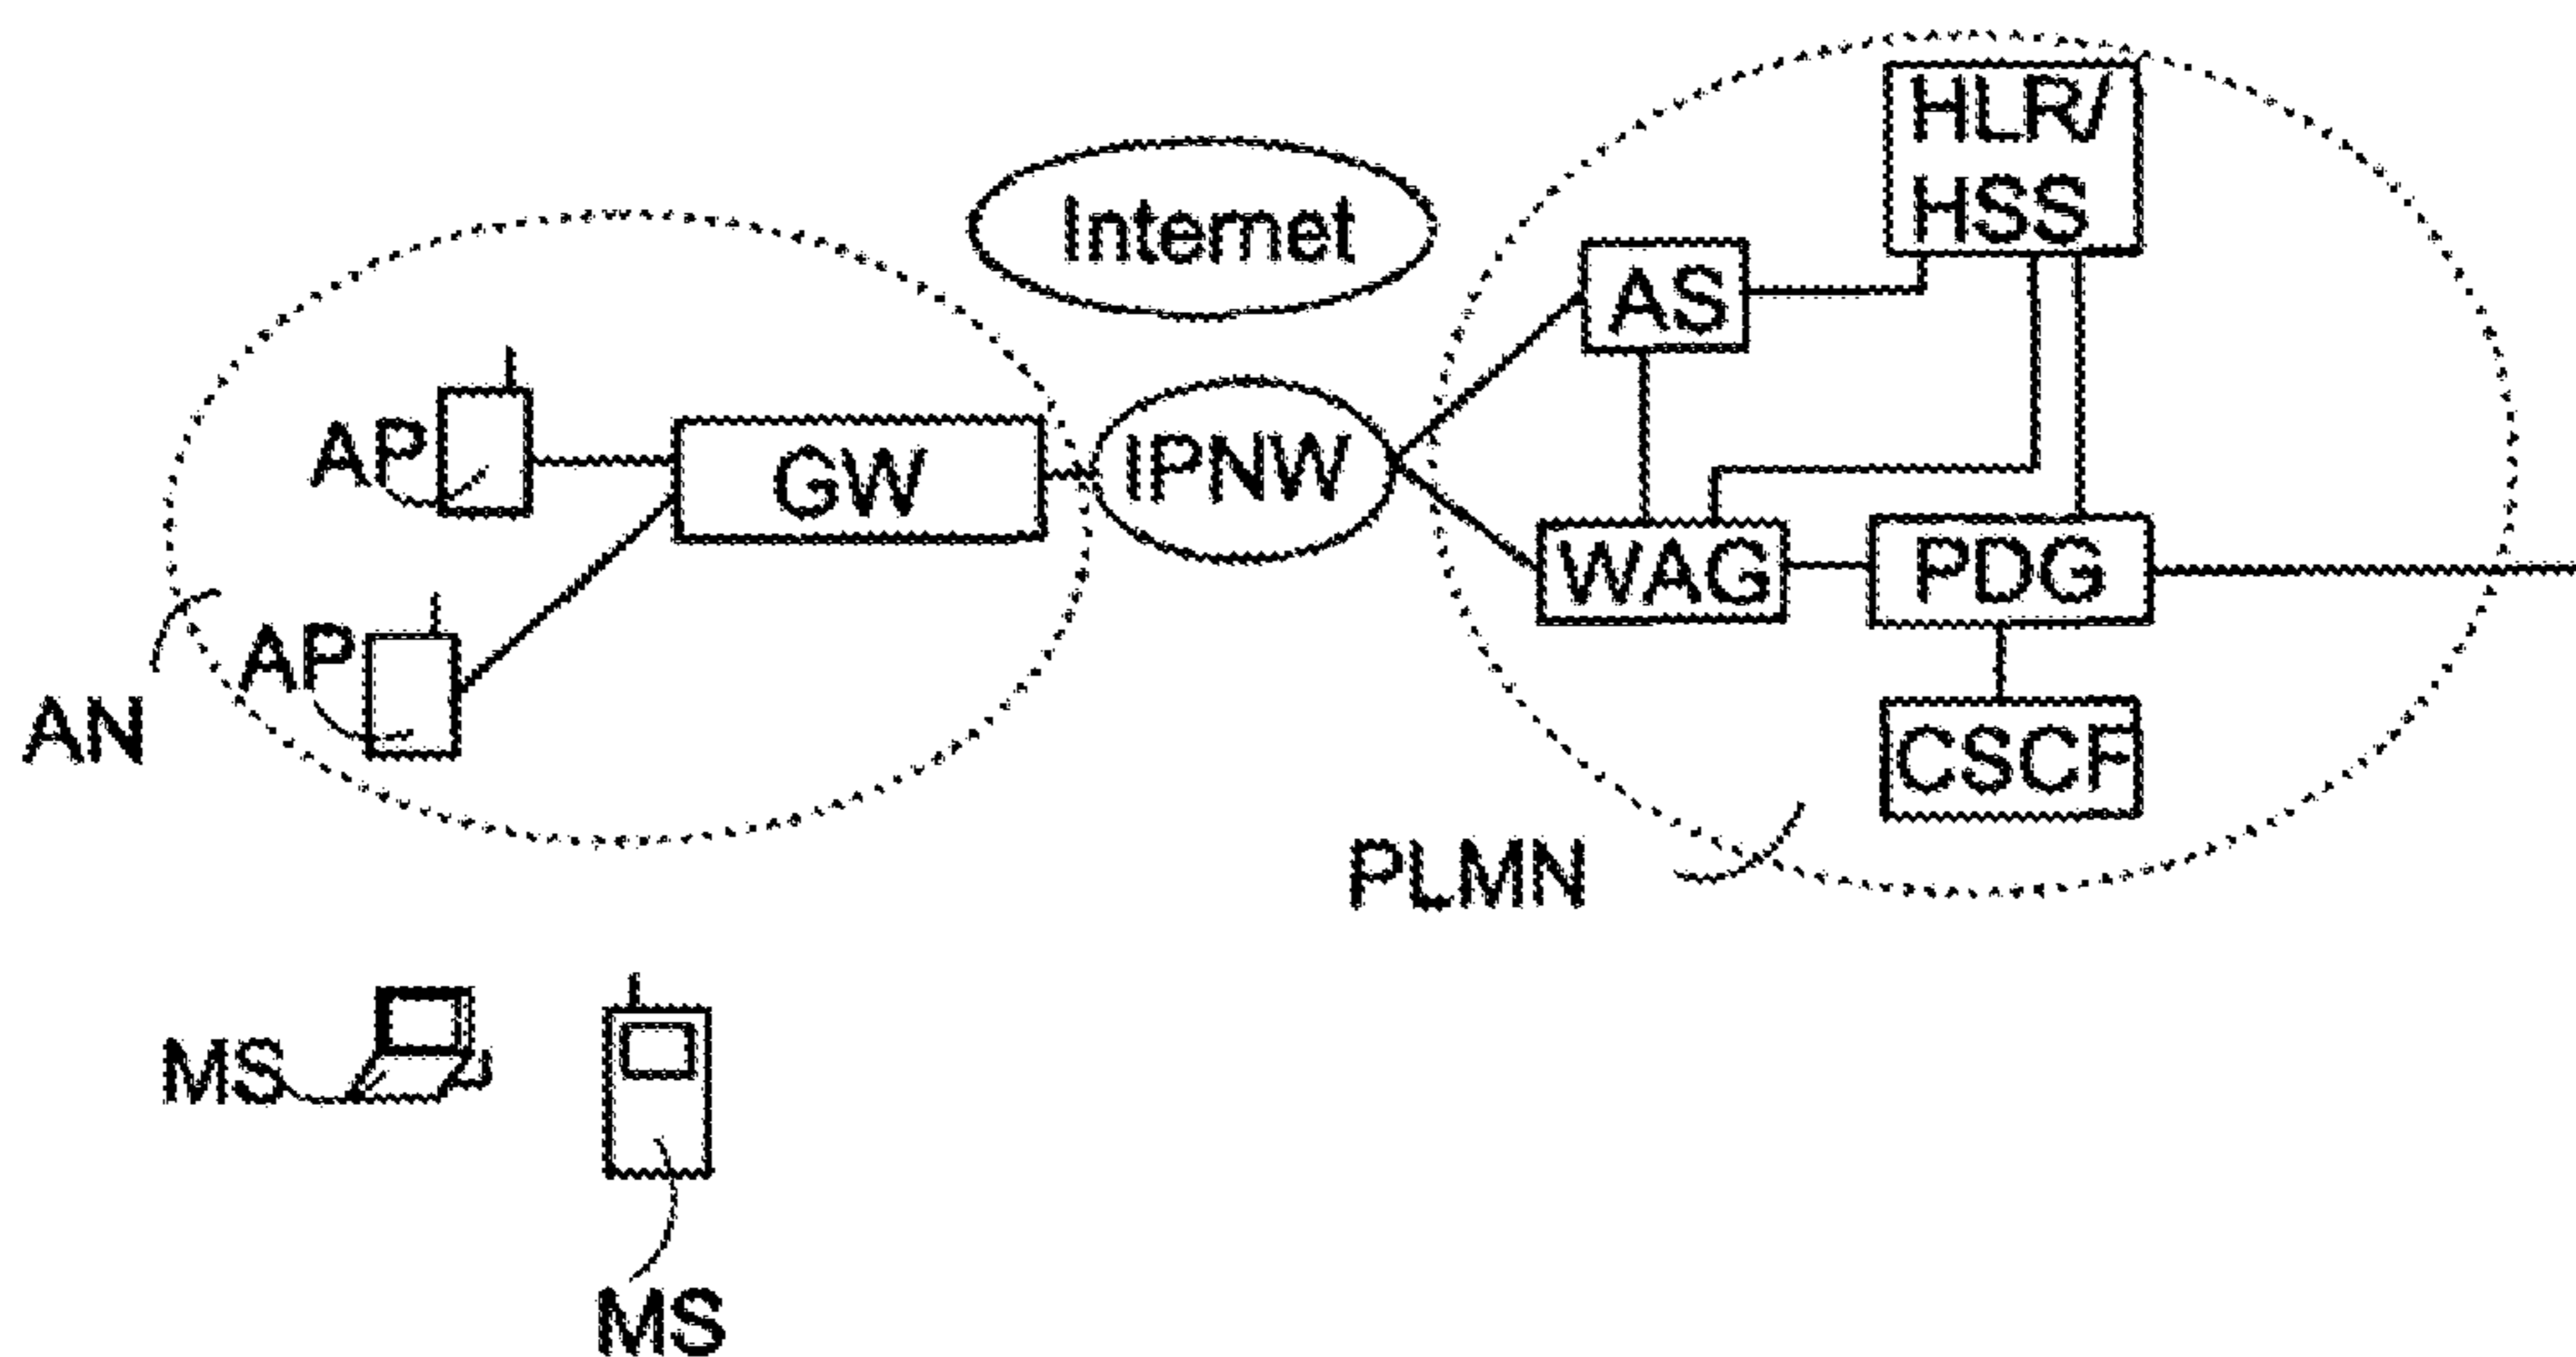 HLR/
HSS
Internet
AS
AP
GW
IPNW
WAG
PDG
AP
AN
CSCF
PLMN
MS
MS